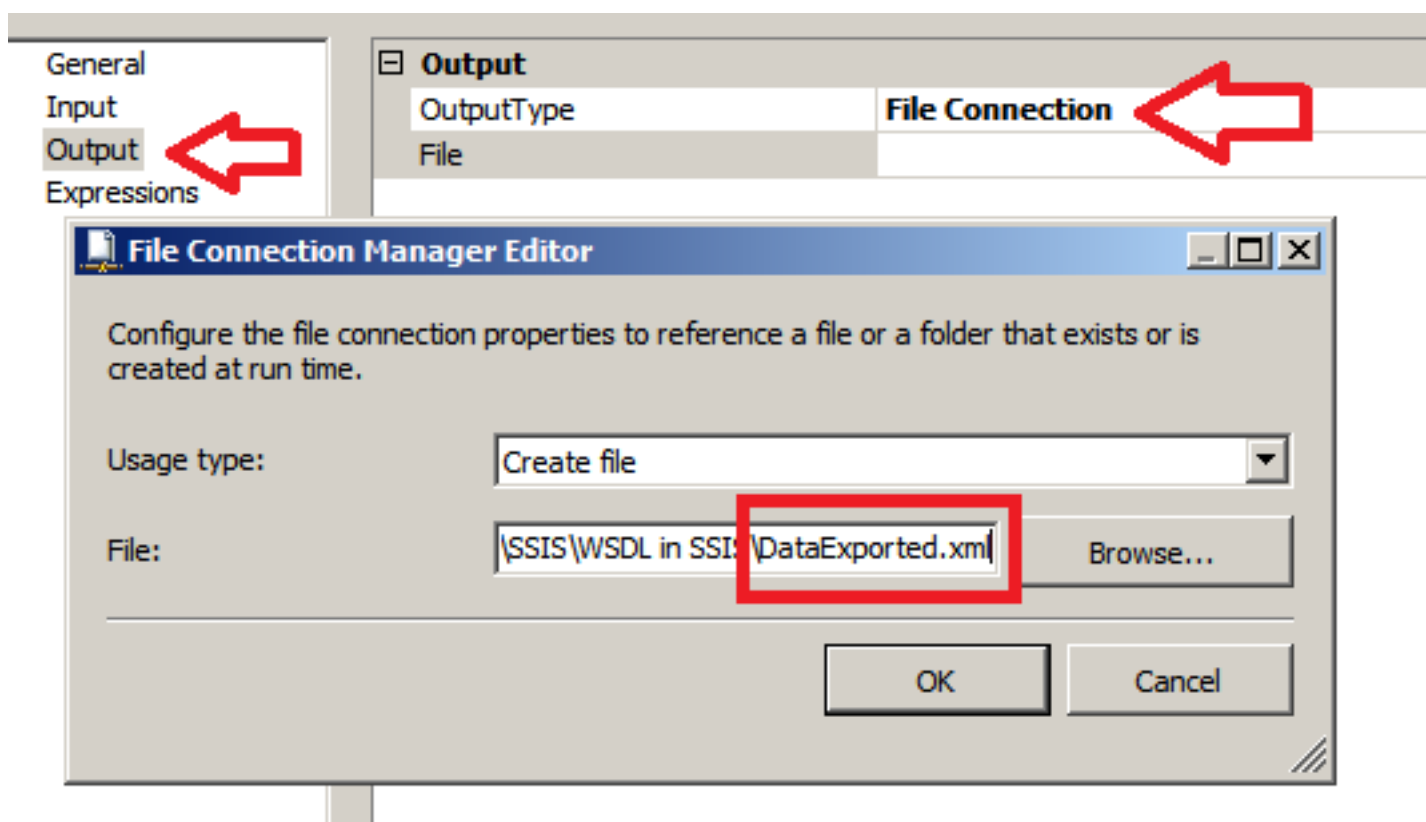 General
Input
Output
Expressions
Output
OutputType File Connection
File
File Connection Manager Editor
Configure the file connection properties to reference a file or a folder that exists or is
created at run time.
Usage type: Create file
File: \SSIS\WSDL in SSIS\DataExported.xml Browse...
OK Cancel